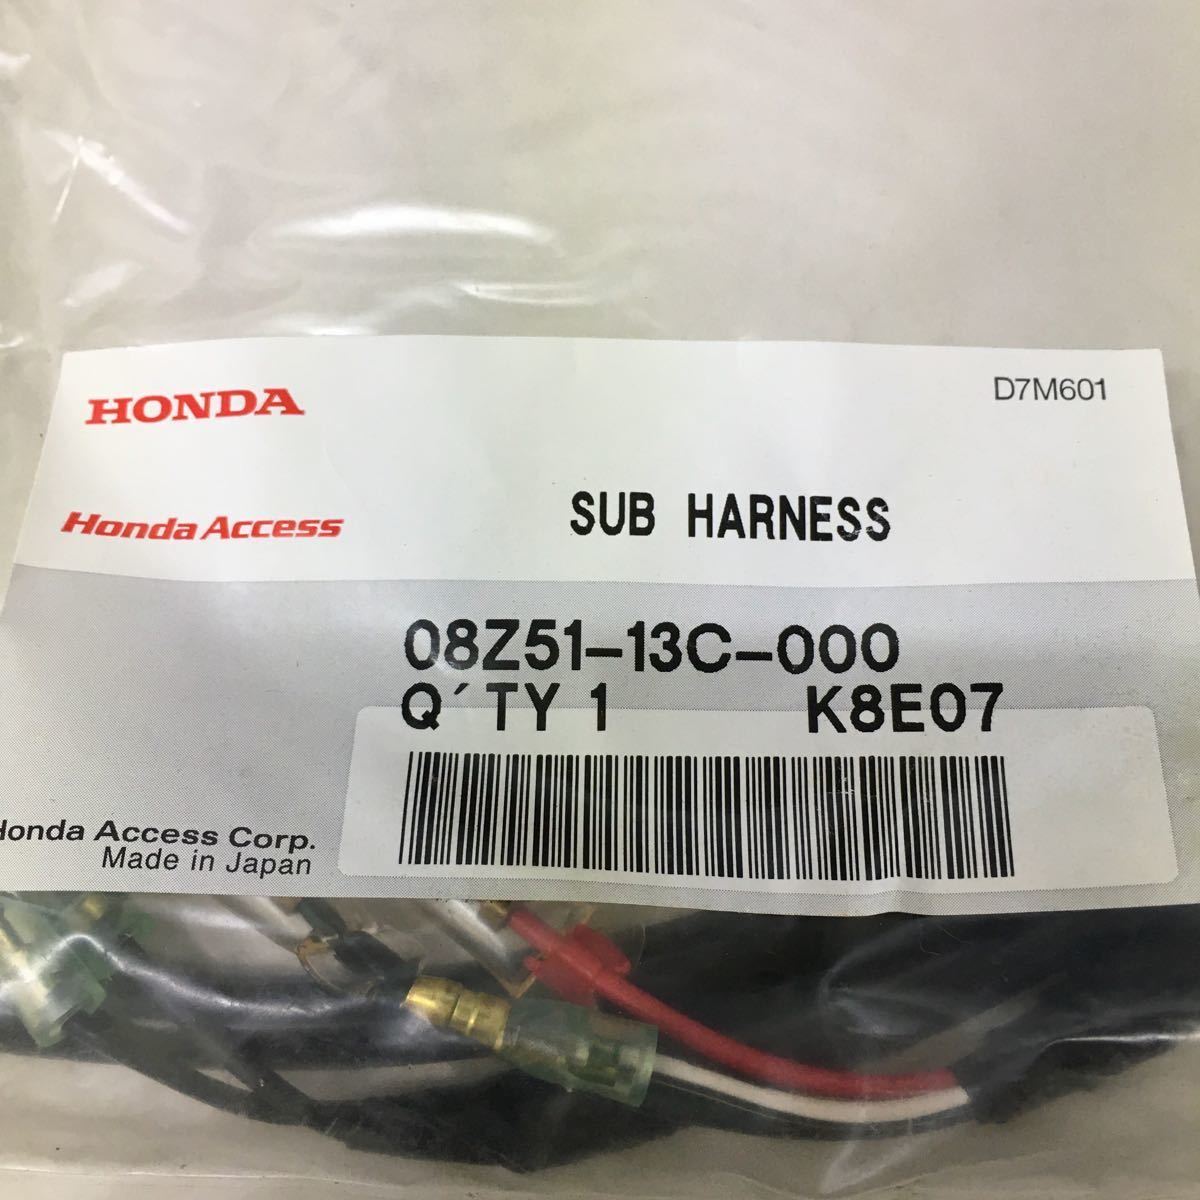 HONDA
D7M601
Honda Access
SUB HARNESS
08Z51-13C-000
Q´TY 1 K8E07
Honda Access Corp.
Made in Japan